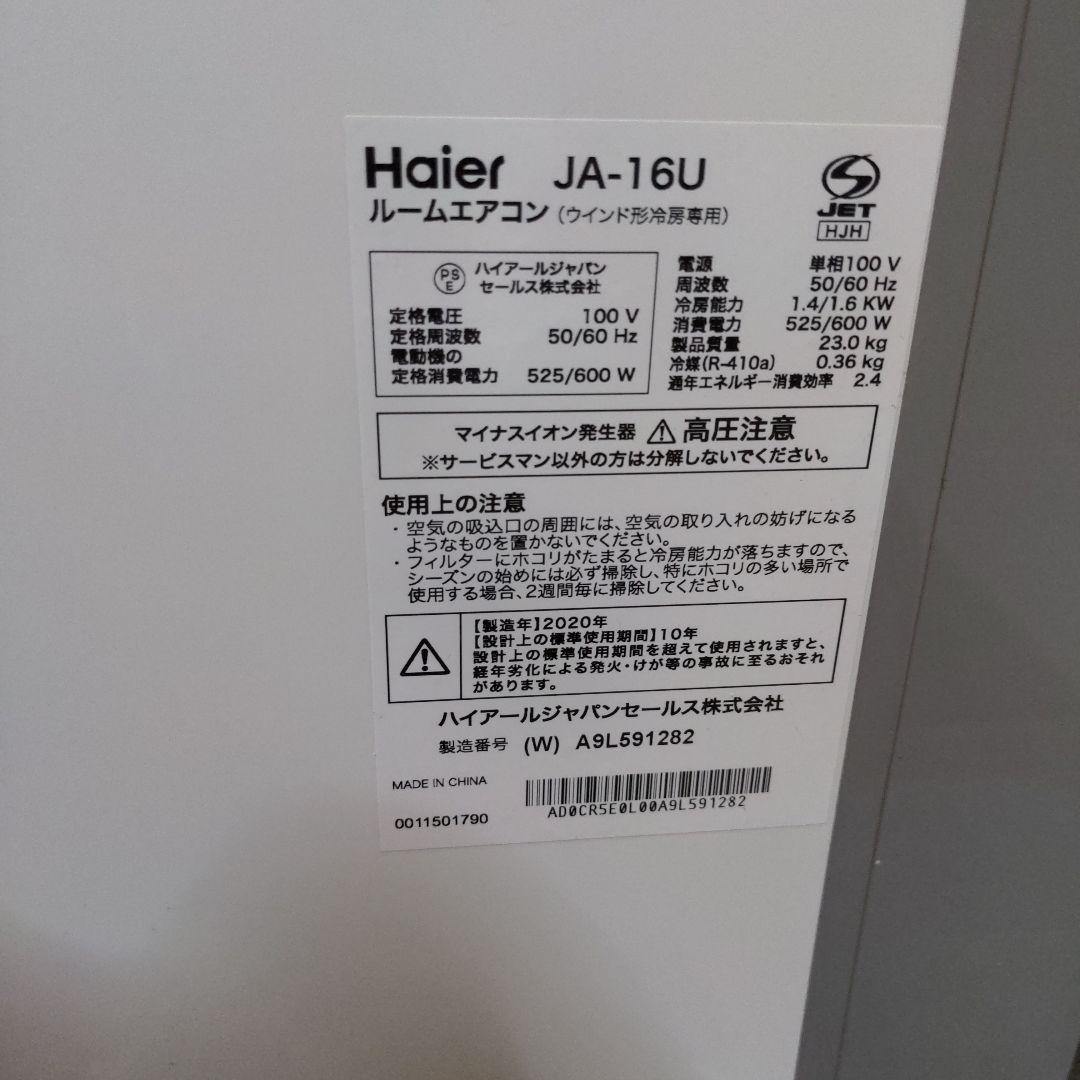 Haier JA-16U
ルームエアコン (ウインド形冷房専用)
JET
HJH
PSE ハイアールジャパン
セールス株式会社
定格電圧 100 V
定格周波数 50/60 Hz
電動機の
定格消費電力 525/600 W
電源 単相100 V
周波数 50/60 Hz
冷房能力 1.4/1.6 KW
消費電力 525/600 W
製品質量 23.0 kg
冷媒(R-410a) 0.36 kg
通年エネルギー消費効率 2.4
マイナスイオン発生器 ⚠ 高圧注意
※サービスマン以外の方は分解しないでください。
使用上の注意
・空気の吸込口の周囲には、空気の取り入れの妨げになる
ようなものを置かないでください。
・フィルターにホコリがたまると冷房能力が落ちますので、
シーズンの始めには必ず掃除し、特にホコリの多い場所で
使用する場合、2週間毎に掃除してください。
【製造年】2020年
【設計上の標準使用期間】10年
設計上の標準使用期間を超えて使用されますと、
経年劣化による発火・けが等の事故に至るおそれ
があります。
ハイアールジャパンセールス株式会社
製造番号 (W) A9L591282
MADE IN CHINA
AD0CR5E0L00A9L591282
0011501790